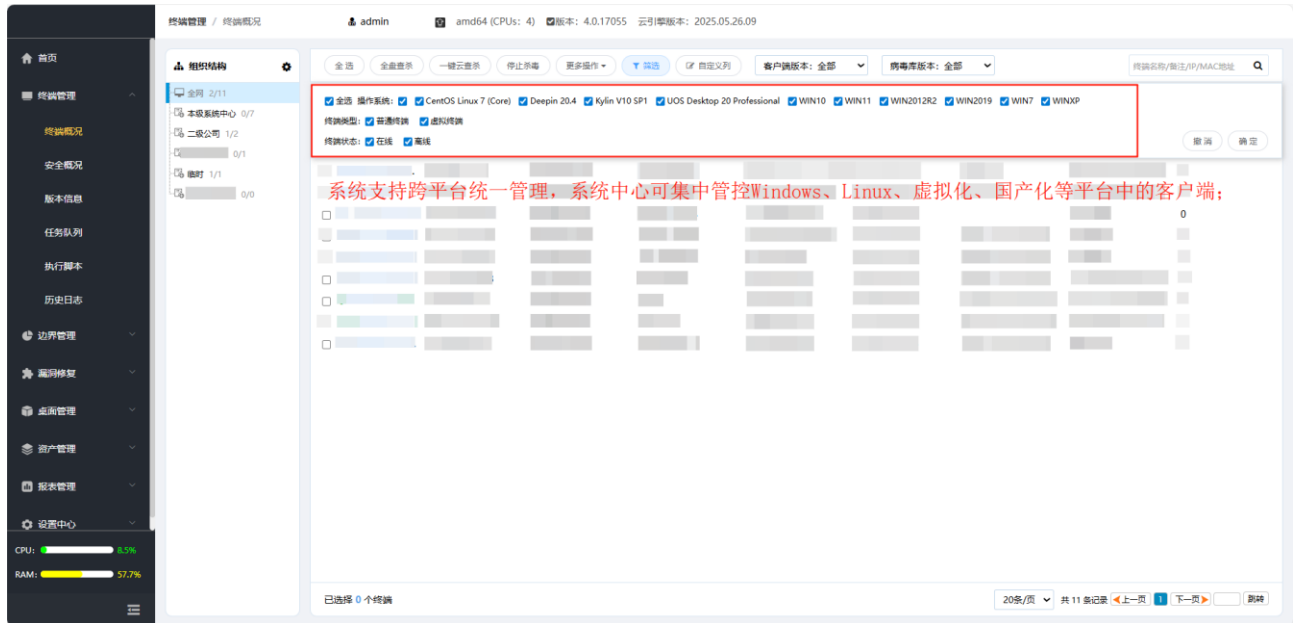 终端管理 / 终端概况
admin
amd64 (CPUs: 4) 版本: 4.0.17055 云引擎版本: 2025.05.26.09
首页
终端管理
终端概况
安全概况
版本信息
任务队列
执行脚本
历史日志
边界管理
漏洞修复
桌面管理
资产管理
报表管理
设置中心
CPU: 8.5%
RAM: 57.7%
组织结构
全网 2/11
本级系统中心 0/7
二级公司 1/2
0/1
临时 1/1
0/0
全选 全盘查杀 一键云查杀 停止杀毒 更多操作 筛选 自定义列 客户端版本: 全部 病毒库版本: 全部 终端名称/备注/IP/MAC地址
全选 操作系统: CentOS Linux 7 (Core) Deepin 20.4 Kylin V10 SP1 UOS Desktop 20 Professional WIN10 WIN11 WIN2012R2 WIN2019 WIN7 WINXP
终端类型: 普通终端 虚拟终端
终端状态: 在线 离线
撤消 确定
系统支持跨平台统一管理，系统中心可集中管控Windows、Linux、虚拟化、国产化等平台中的客户端；
0
已选择 0 个终端
20条/页 共 11 条记录 上一页 1 下一页 跳转